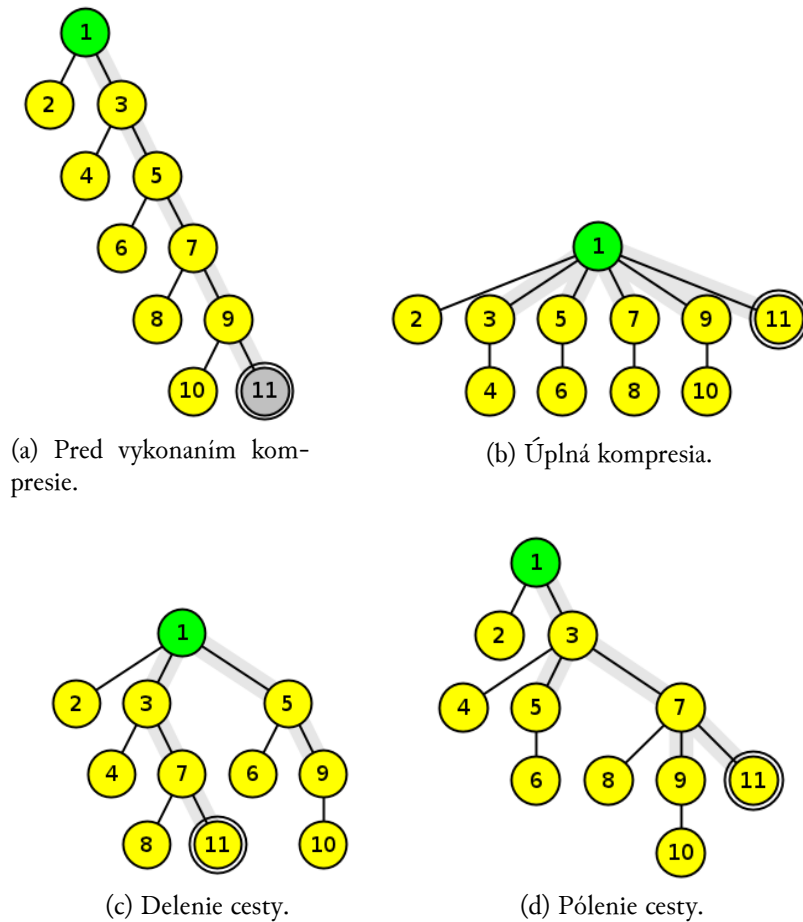 1
2 3
4 5
6 7
8 9
10 11
(a) Pred vykonaním kom-
presie.
1
2 3 5 7 9 11
4 6 8 10
(b) Úplná kompresia.
1
2 3 5
4 7 6 9
8 11 10
(c) Delenie cesty.
1
2 3
4 5 7
6 8 9 11
10
(d) Pólenie cesty.